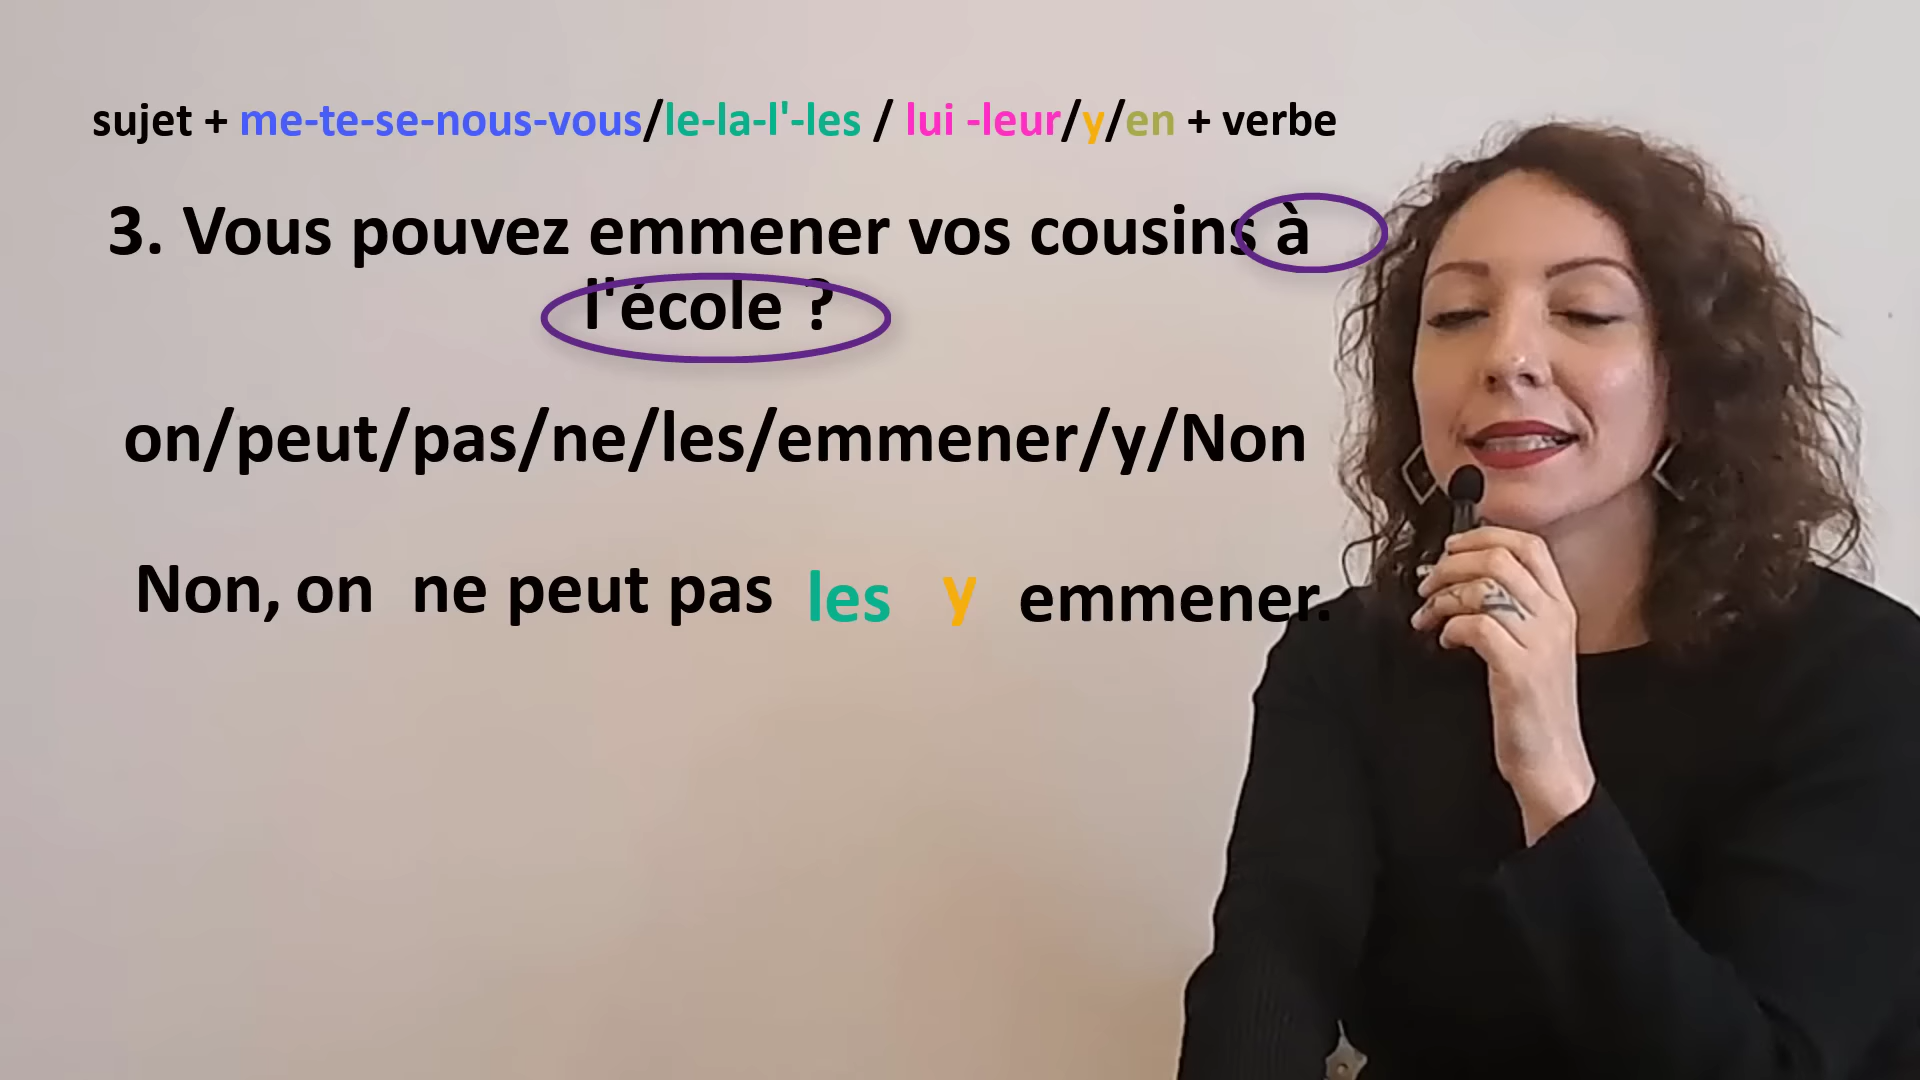 sujet + me-te-se-nous-vous/le-la-l'-les / lui -leur/y/en + verbe
3. Vous pouvez emmener vos cousins à
l'école ?
on/peut/pas/ne/les/emmener/y/Non
Non, on ne peut pas les y emmener.